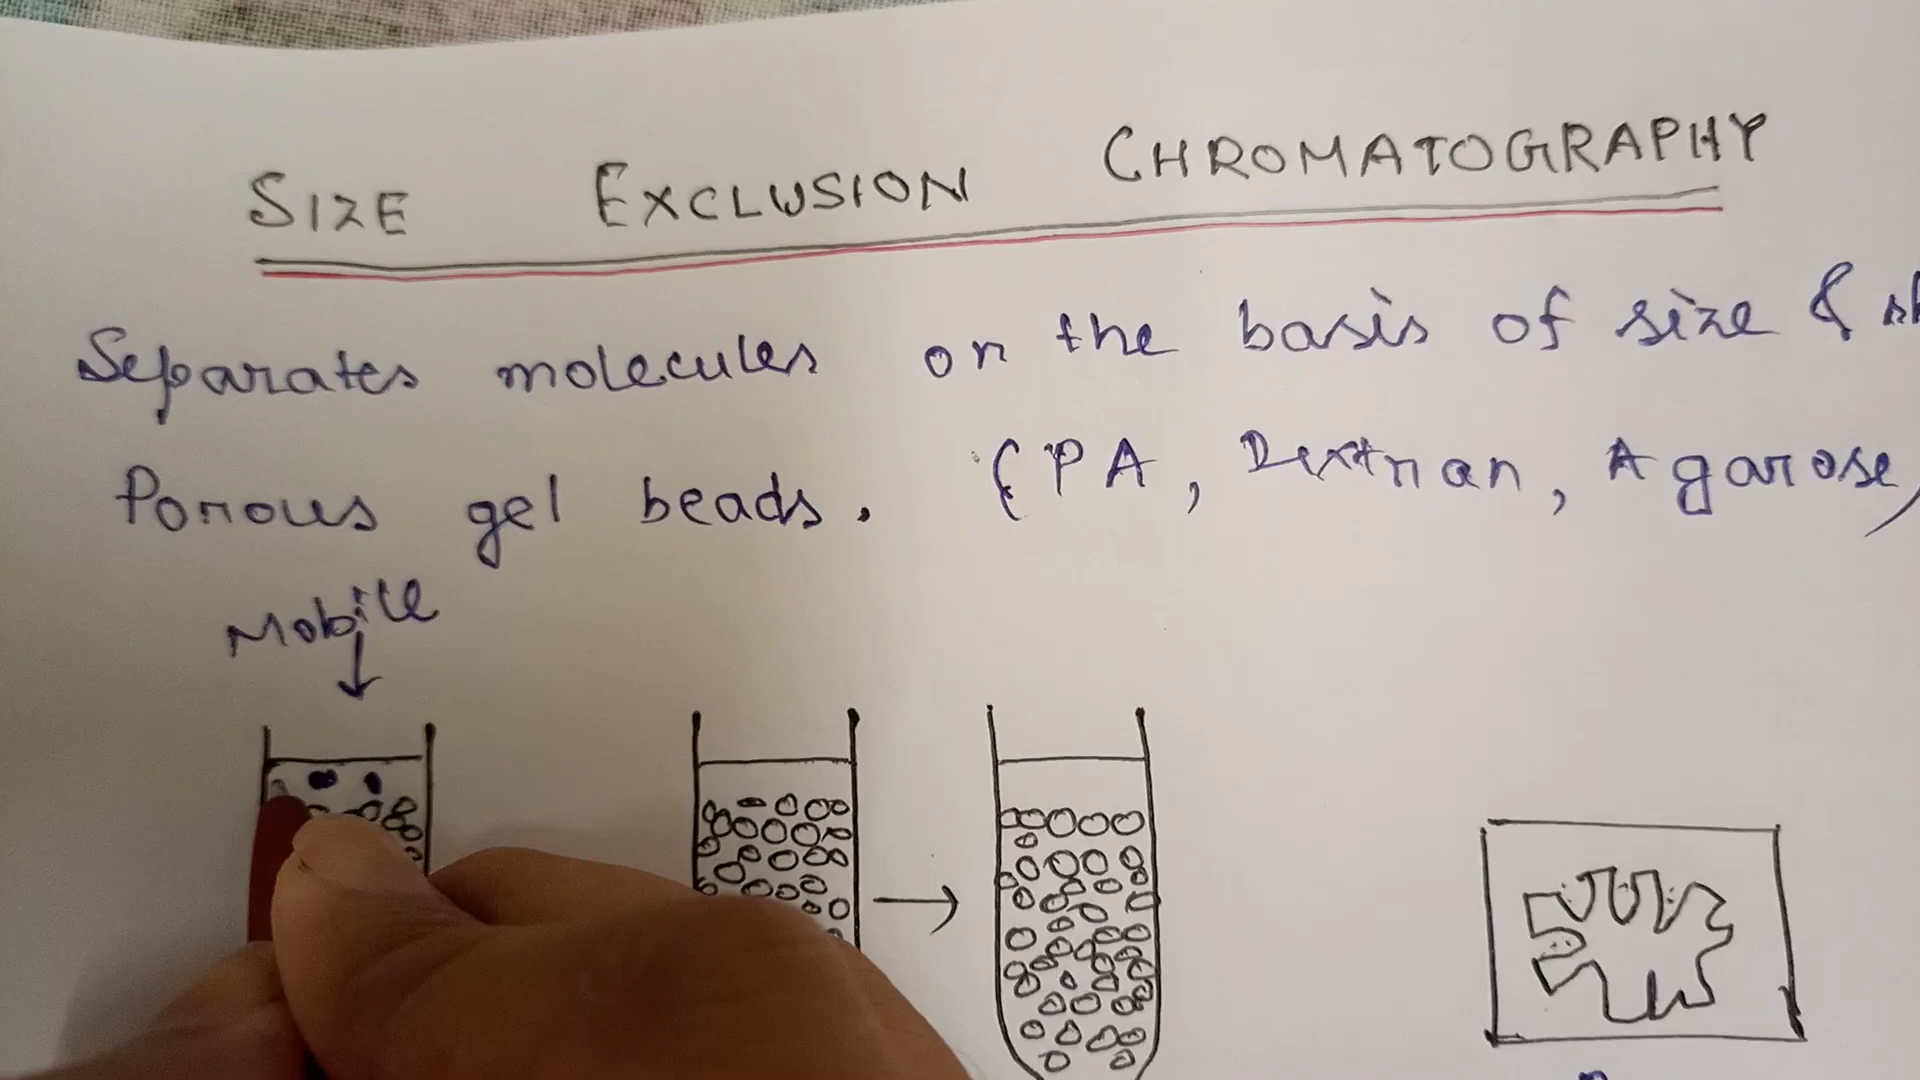 SIZE EXCLUSION CHROMATOGRAPHY
Separates molecules on the basis of size &
Porous gel beads. (PA, Dextran, Agarose)
Mobile